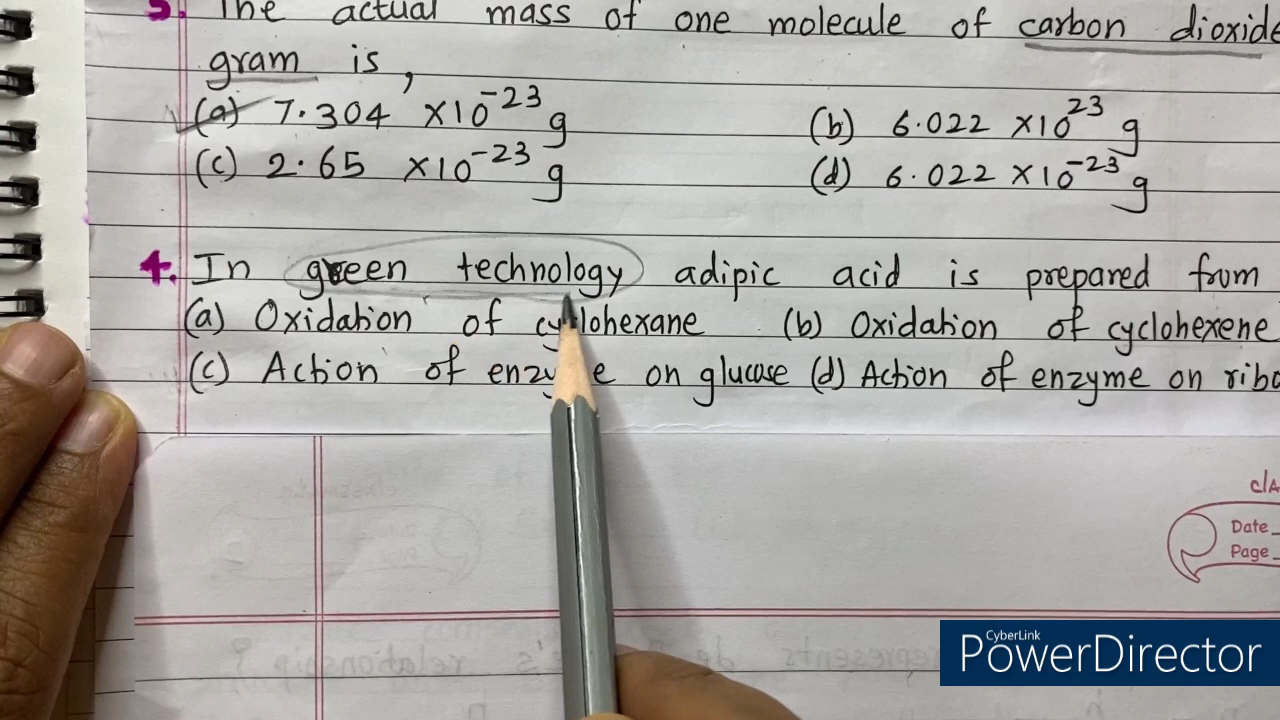 3. The actual mass of one molecule of carbon dioxide
gram is,
(a) 7.304 ×10⁻²³ g (b) 6.022 ×10²³ g
(c) 2.65 ×10⁻²³ g (d) 6.022 ×10⁻²³ g
4. In green technology adipic acid is prepared from
(a) Oxidation of cyclohexane (b) Oxidation of cyclohexene
(c) Action of enzyme on glucose (d) Action of enzyme on
Date
Page
CyberLink
PowerDirector